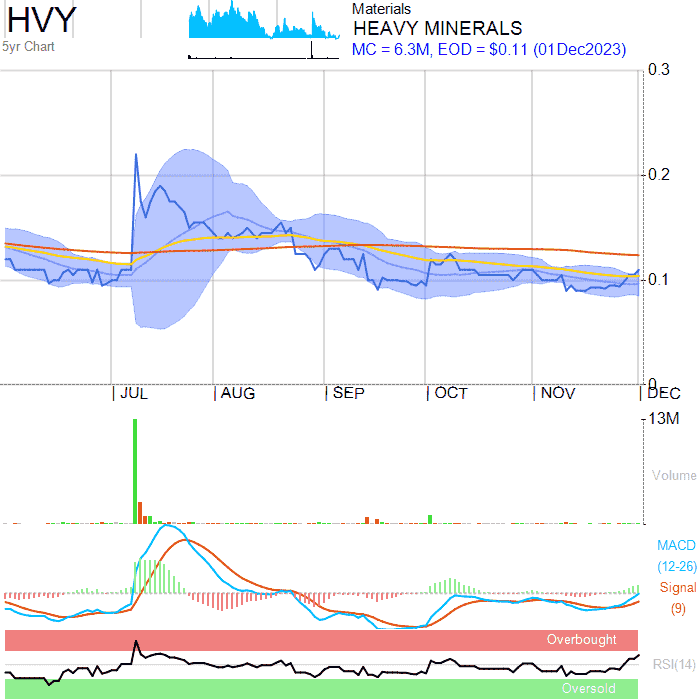 HVY
5yr Chart
Materials
HEAVY MINERALS
MC = 6.3M, EOD = $0.11 (01Dec2023)
0.3
0.2
0.1
0
JUL
AUG
SEP
OCT
NOV
DEC
13M
Volume
MACD
(12-26)
Signal
(9)
Overbought
RSI(14)
Oversold